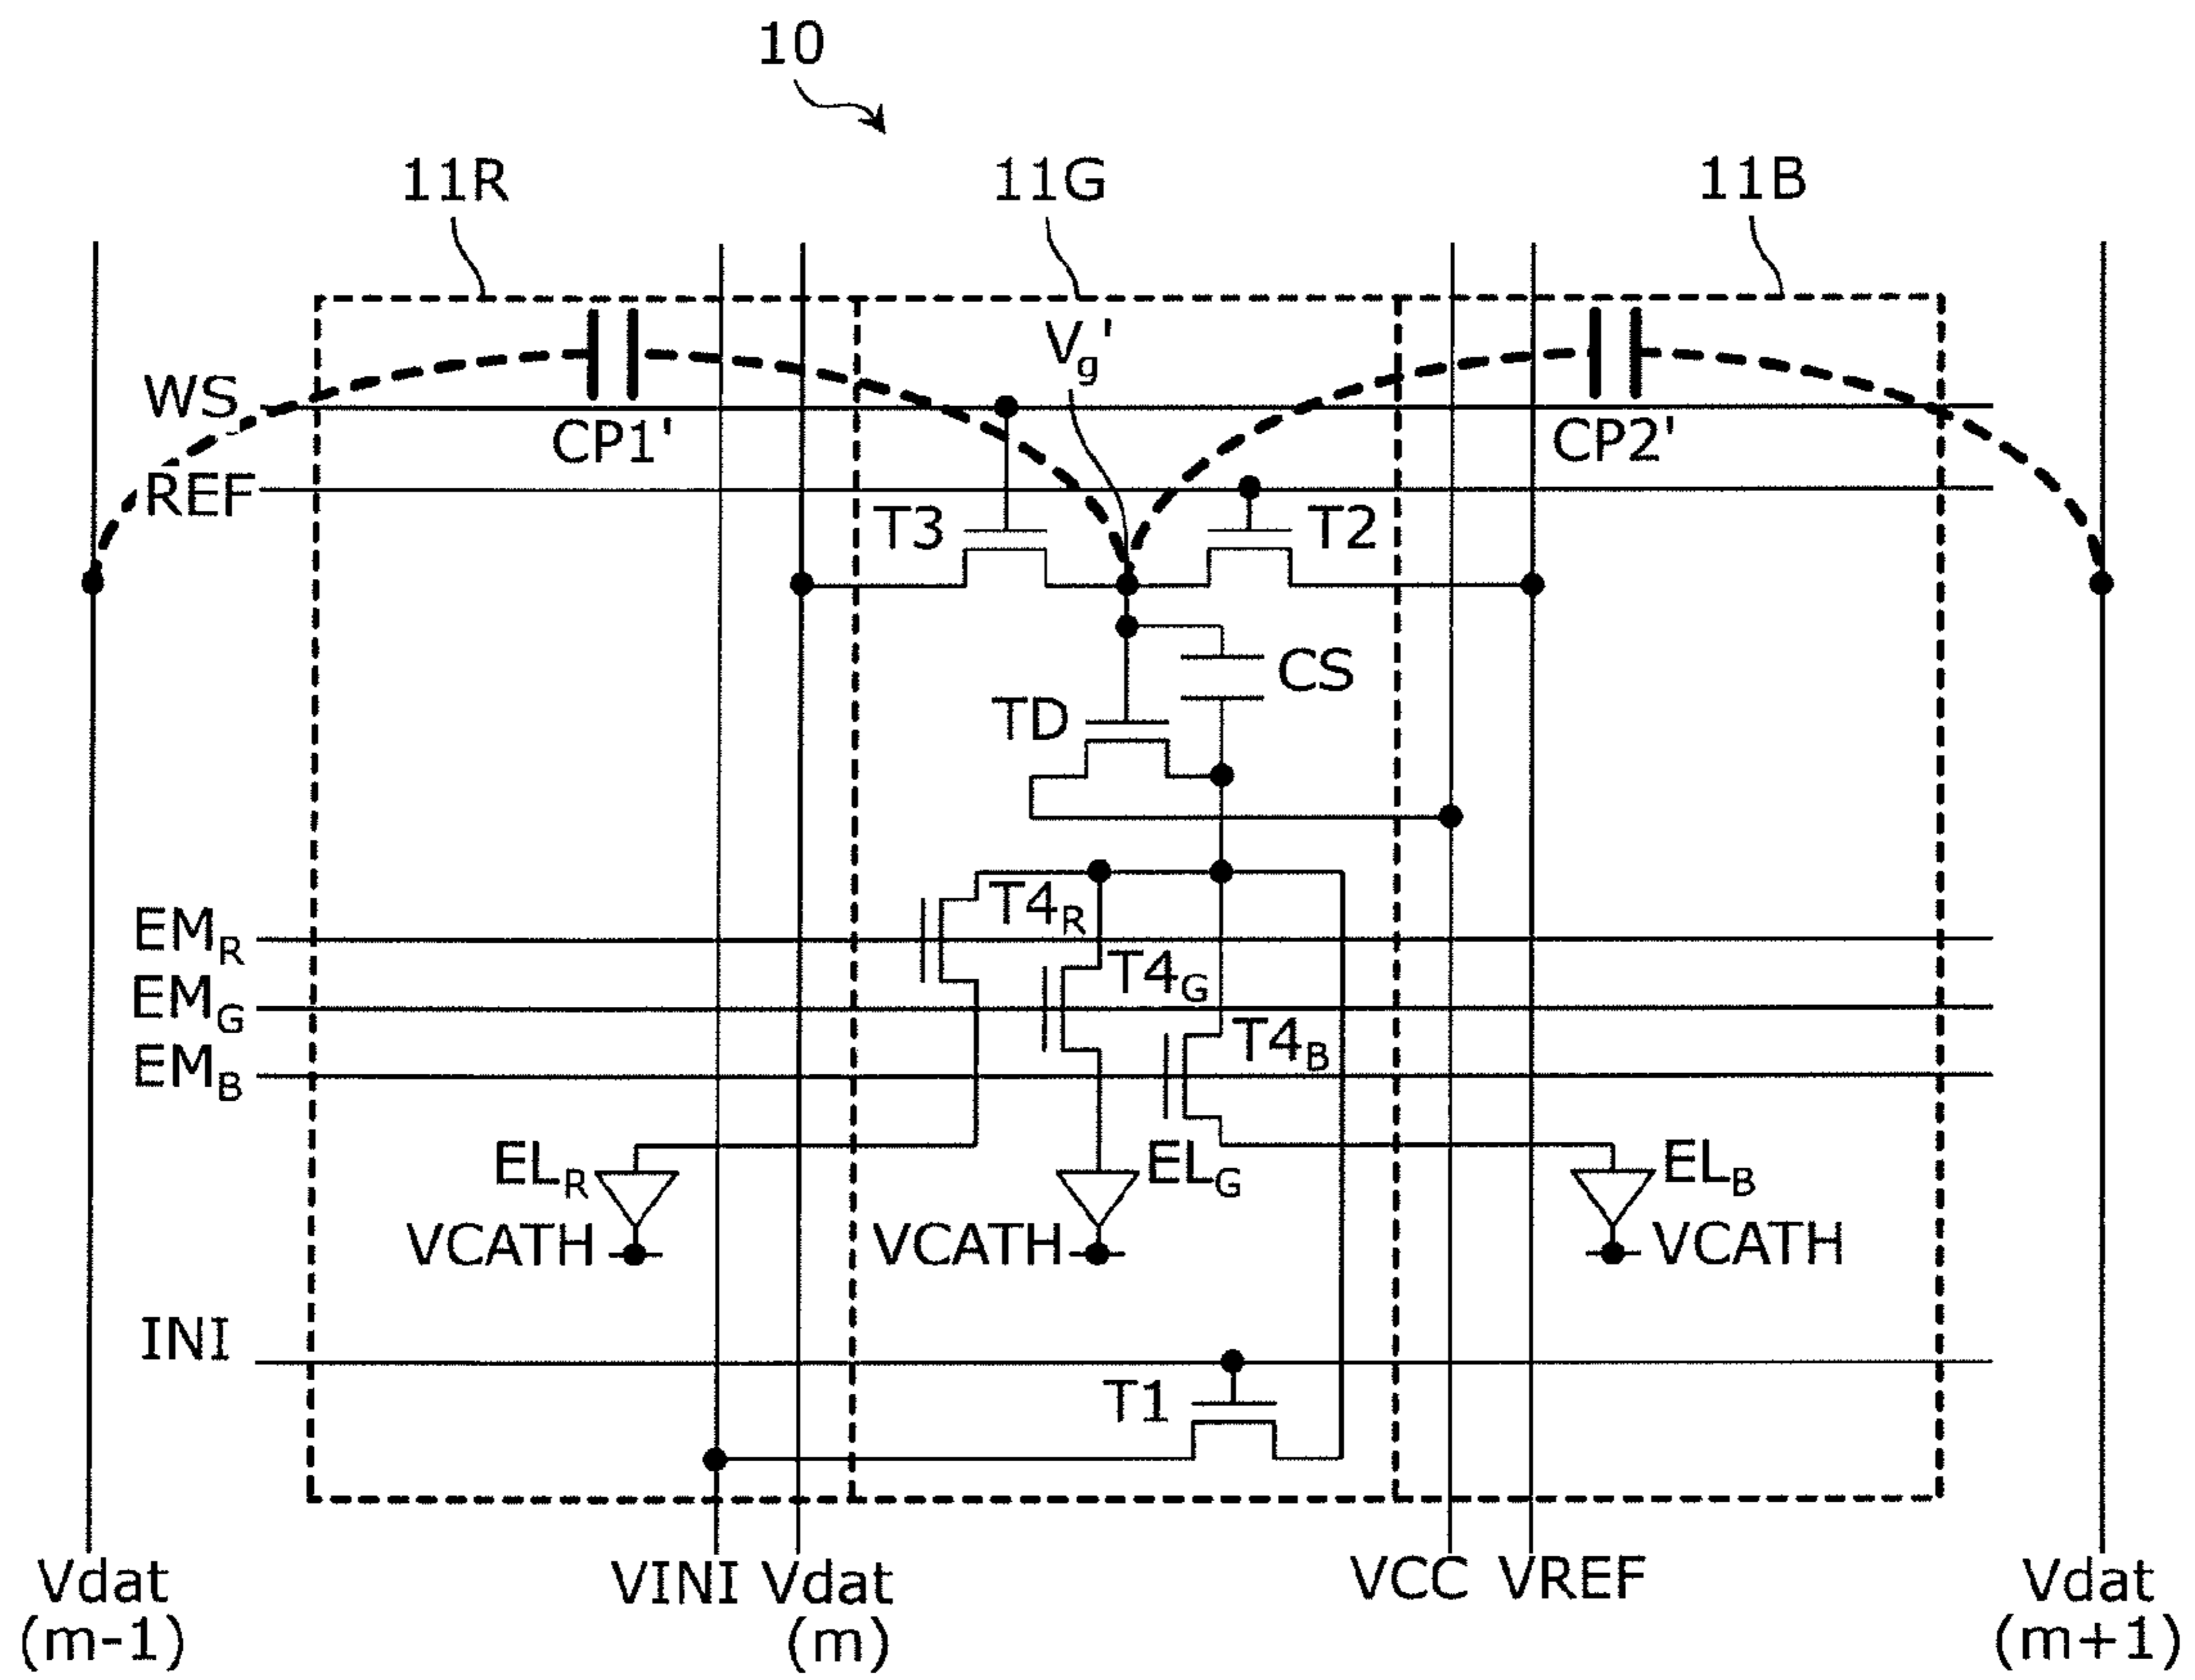 10
11R 11G 11B
Vg'
WS
CP1' CP2'
REF
T3 T2
CS
TD
T4R
EMR
T4G
EMG
T4B
EMB
ELR ELG ELB
VCATH VCATH VCATH
INI
T1
Vdat (m-1)
VINI
Vdat (m)
VCC
VREF
Vdat (m+1)